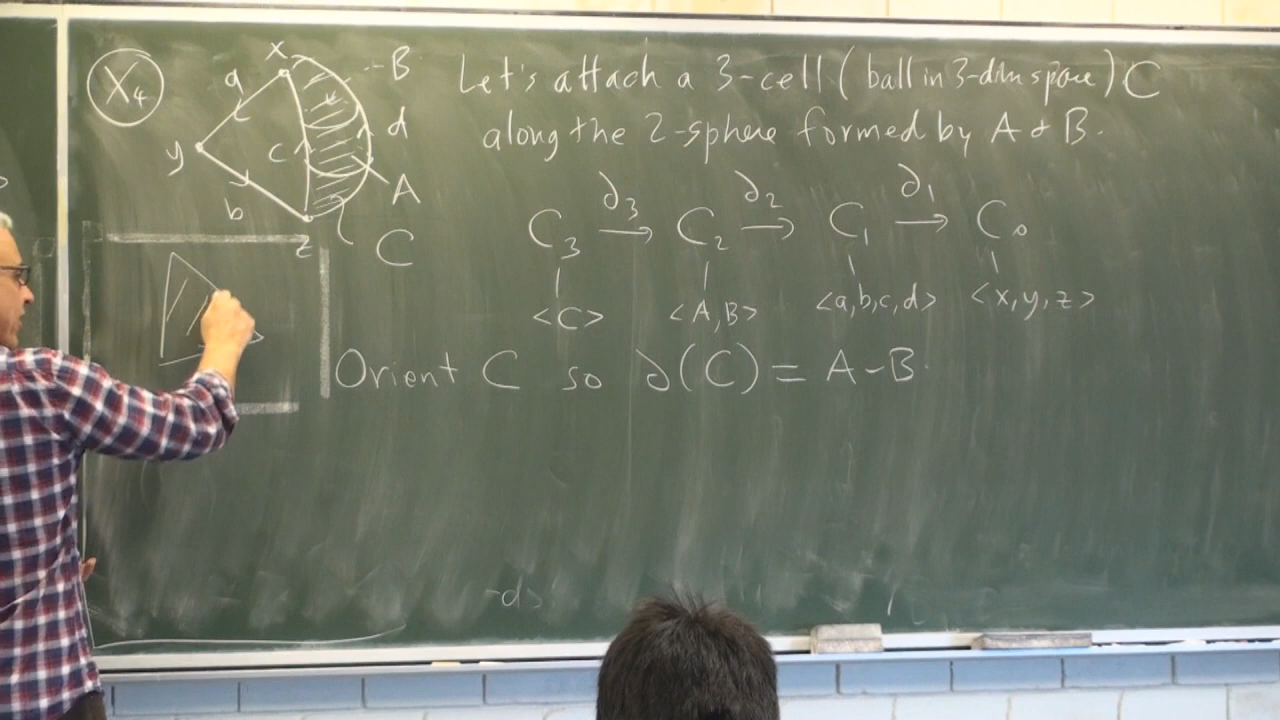 X₄
x
a
B
y
c
d
A
b
z
C
Let's attach a 3-cell (ball in 3-dim space) C
along the 2-sphere formed by A & B.
C₃ →∂₃ C₂ →∂₂ C₁ →∂₁ C₀
<C> <A,B> <a,b,c,d> <x,y,z>
Orient C so ∂(C) = A-B